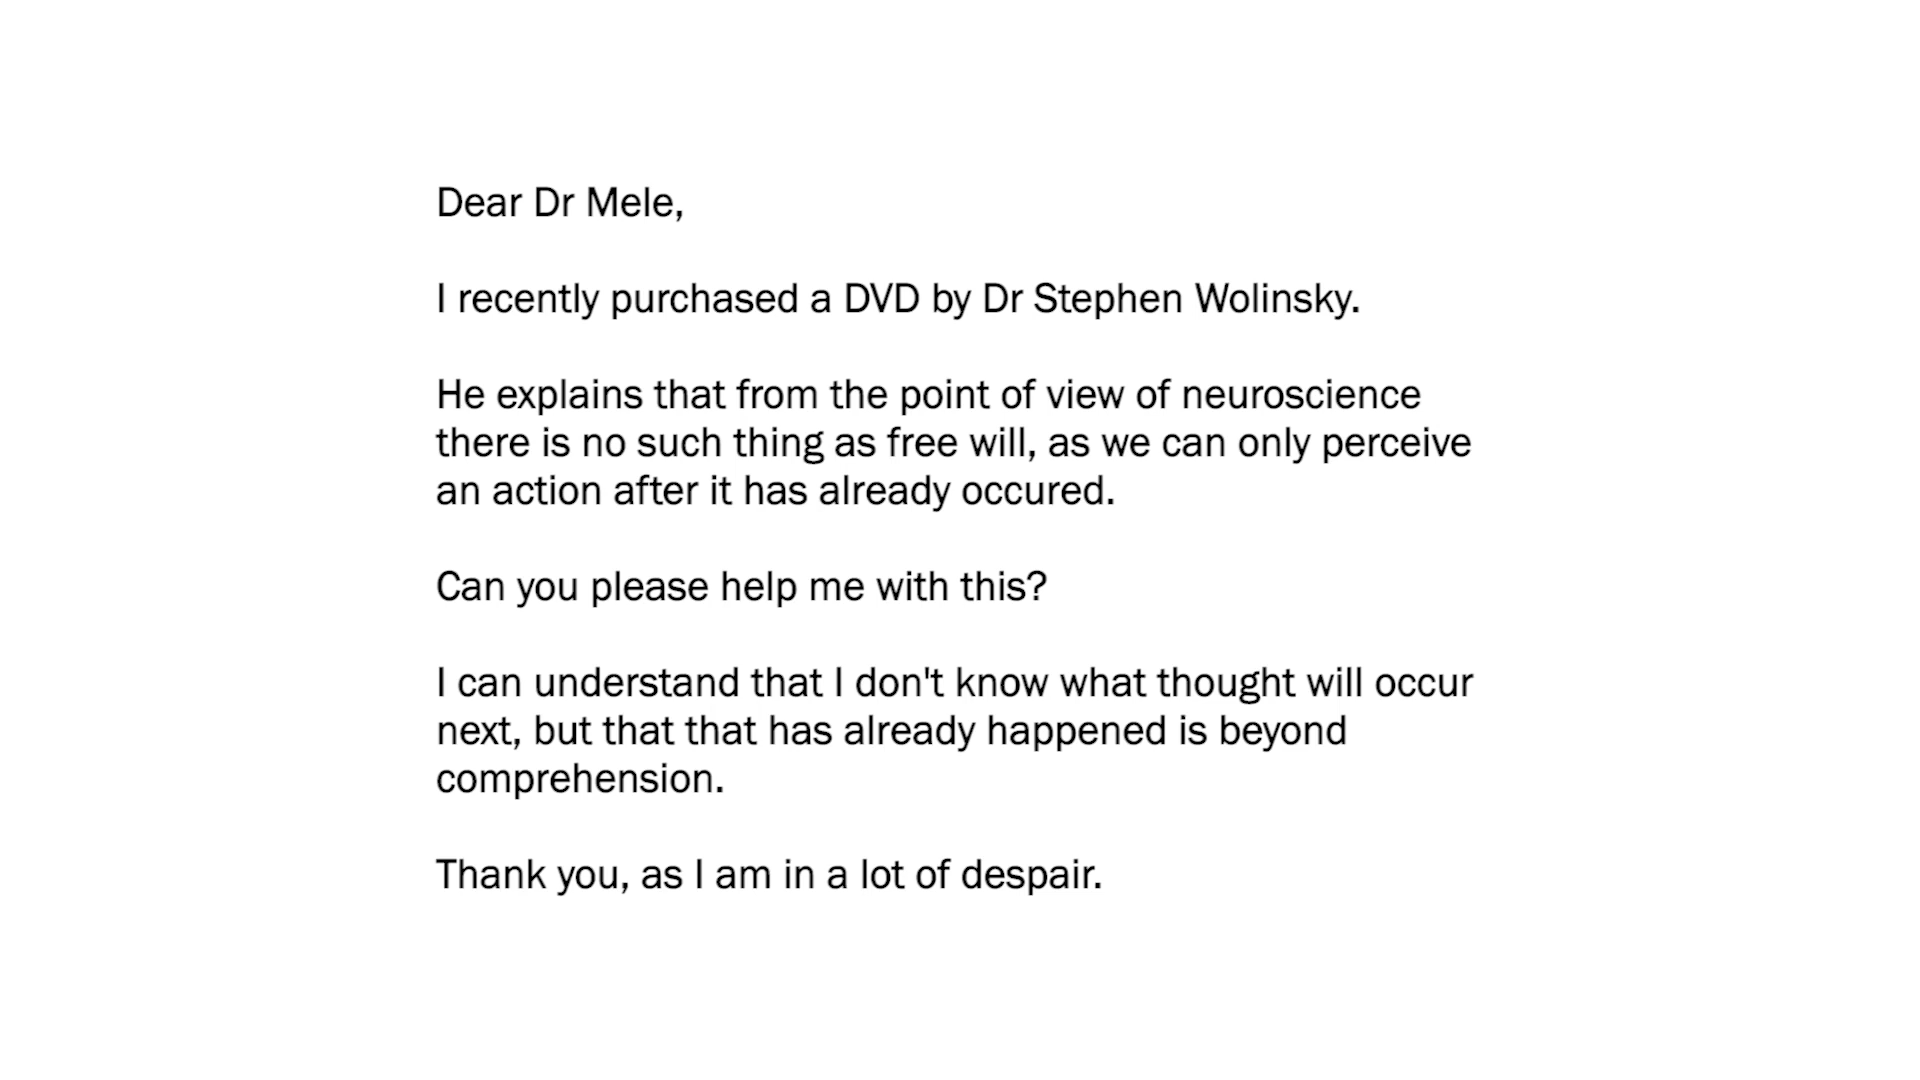 Dear Dr Mele,
I recently purchased a DVD by Dr Stephen Wolinsky.
He explains that from the point of view of neuroscience
there is no such thing as free will, as we can only perceive
an action after it has already occured.
Can you please help me with this?
I can understand that I don't know what thought will occur
next, but that that has already happened is beyond
comprehension.
Thank you, as I am in a lot of despair.